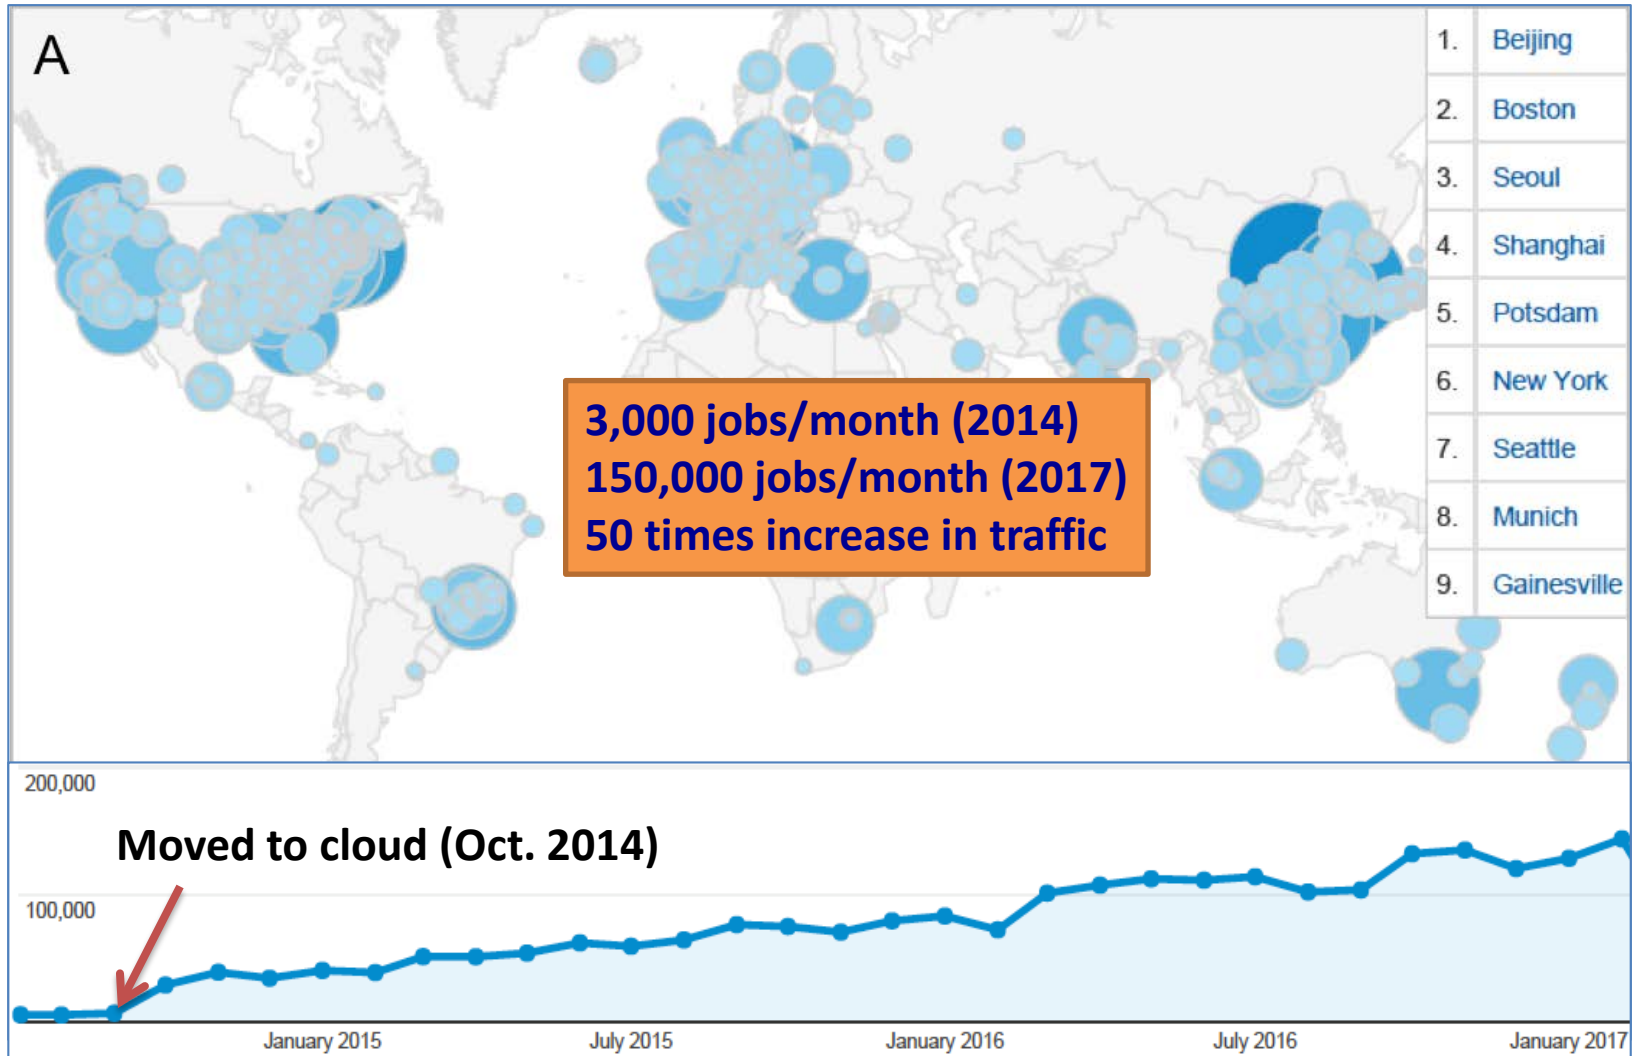 A
1. Beijing
2. Boston
3. Seoul
4. Shanghai
5. Potsdam
6. New York
7. Seattle
8. Munich
9. Gainesville
3,000 jobs/month (2014)
150,000 jobs/month (2017)
50 times increase in traffic
200,000
Moved to cloud (Oct. 2014)
100,000
January 2015
July 2015
January 2016
July 2016
January 2017